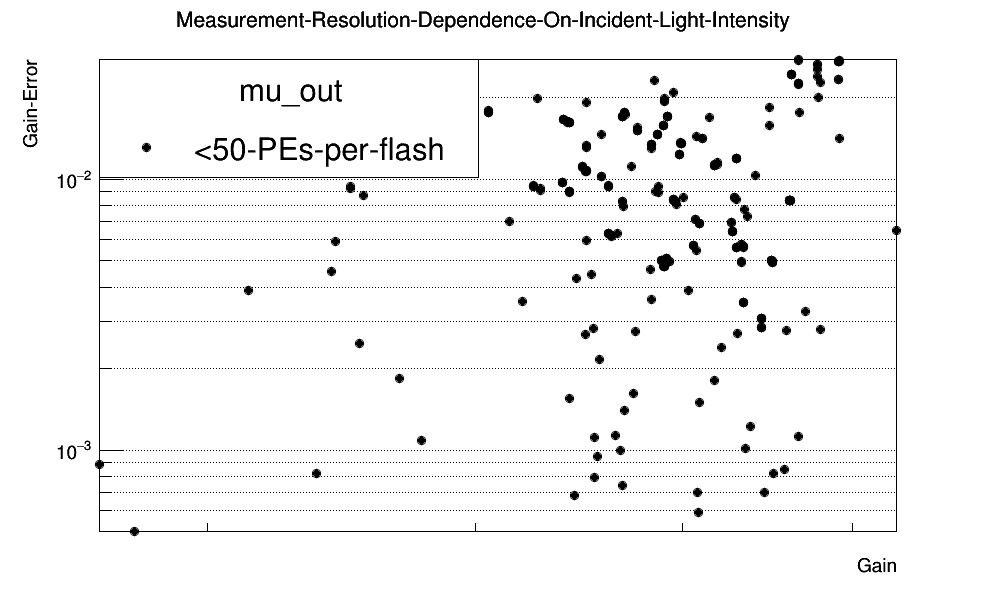 Measurement-Resolution-Dependence-On-Incident-Light-Intensity
Gain-Error
mu_out
<50-PEs-per-flash
10−2
10−3
Gain